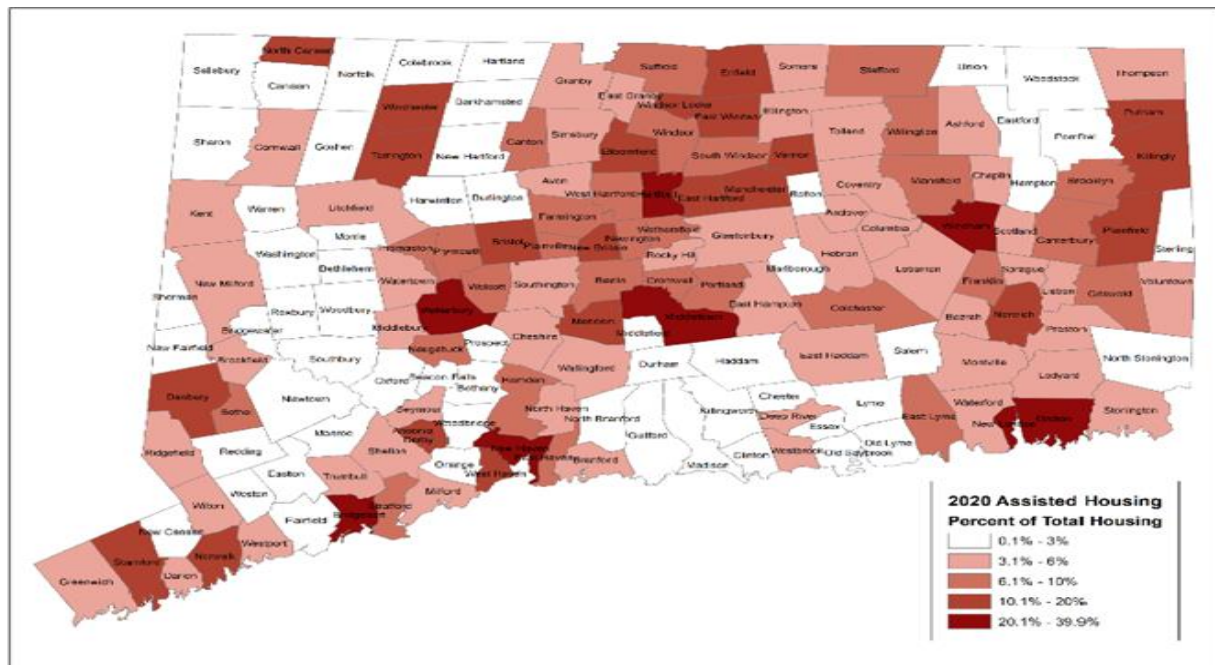 North Canaan
Salisbury
Canaan
Norfolk
Colebrook
Hartland
Granby
Suffield
Enfield
Somers
Stafford
Union
Woodstock
Thompson
East Granby
Windsor Locks
Winchester
Barkhamsted
East Windsor
Ellington
Ashford
Eastford
Putnam
Sharon
Cornwall
Goshen
Torrington
New Hartford
Canton
Simsbury
Bloomfield
Windsor
South Windsor
Vernon
Tolland
Willington
Pomfret
Killingly
Avon
West Hartford
East Hartford
Manchester
Bolton
Coventry
Mansfield
Chaplin
Hampton
Brooklyn
Kent
Warren
Litchfield
Harwinton
Burlington
Farmington
Wethersfield
Glastonbury
Andover
Columbia
Windham
Scotland
Canterbury
Plainfield
Sterling
Morris
Washington
Bethlehem
Thomaston
Plymouth
Bristol
Plainville
New Britain
Newington
Rocky Hill
Marlborough
Hebron
Lebanon
Franklin
Sprague
Lisbon
Griswold
Voluntown
New Milford
Watertown
Wolcott
Southington
Berlin
Cromwell
Portland
East Hampton
Colchester
Bozrah
Norwich
Preston
Sherman
Roxbury
Woodbury
Waterbury
Middlebury
Cheshire
Meriden
Middletown
Middlefield
New Fairfield
Bridgewater
Brookfield
Southbury
Naugatuck
Prospect
Wallingford
Durham
Haddam
East Haddam
Salem
Montville
Ledyard
North Stonington
Danbury
Bethel
Newtown
Oxford
Beacon Falls
Bethany
Hamden
North Haven
North Branford
Guilford
Killingworth
Chester
Deep River
Essex
Lyme
East Lyme
Waterford
New London
Groton
Stonington
Ridgefield
Redding
Monroe
Seymour
Ansonia
Derby
Woodbridge
New Haven
East Haven
Branford
Madison
Clinton
Westbrook
Old Saybrook
Old Lyme
Weston
Easton
Trumbull
Shelton
Orange
West Haven
Milford
Wilton
Fairfield
Bridgeport
Stratford
New Canaan
Westport
Norwalk
Darien
Stamford
Greenwich
2020 Assisted Housing
Percent of Total Housing
0.1% - 3%
3.1% - 6%
6.1% - 10%
10.1% - 20%
20.1% - 39.9%